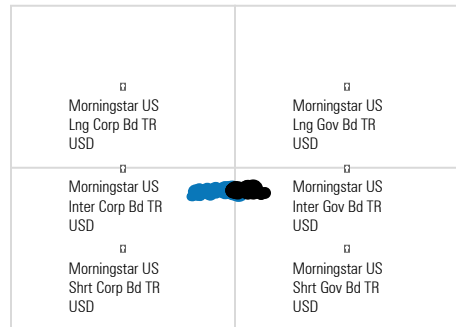 Morningstar US
Lng Corp Bd TR
USD
Morningstar US
Lng Gov Bd TR
USD
Morningstar US
Inter Corp Bd TR
USD
Morningstar US
Inter Gov Bd TR
USD
Morningstar US
Shrt Corp Bd TR
USD
Morningstar US
Shrt Gov Bd TR
USD